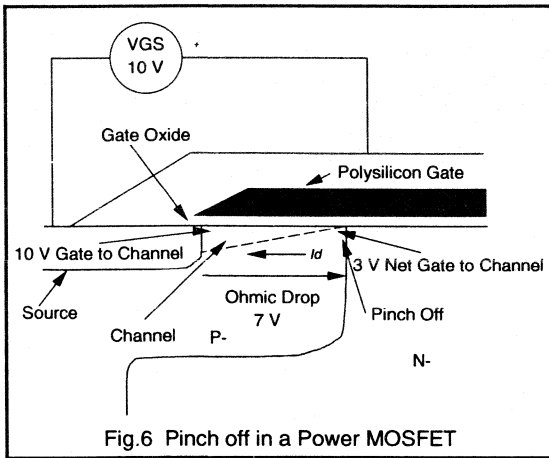 VGS
10 V
+
Gate Oxide
Polysilicon Gate
10 V Gate to Channel
Id
3 V Net Gate to Channel
Source
Ohmic Drop
7 V
Channel
Pinch Off
P-
N-
Fig.6 Pinch off in a Power MOSFET